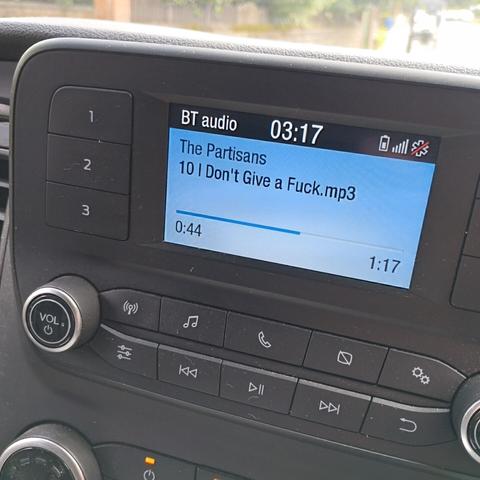 BT audio 03:17
The Partisans
10 I Don't Give a Fuck.mp3
0:44
1:17
1
2
3
VOL